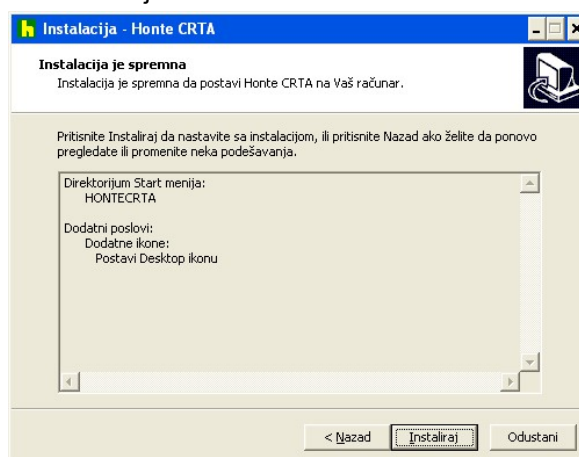 Instalacija - Honte CRTA
Instalacija je spremna
Instalacija je spremna da postavi Honte CRTA na Vaš računar.
Pritisnite Instaliraj da nastavite sa instalacijom, ili pritisnite Nazad ako želite da ponovo
pregledate ili promenite neka podešavanja.
Direktorijum Start menija:
HONTECRTA
Dodatni poslovi:
Dodatne ikone:
Postavi Desktop ikonu
< Nazad
Instaliraj
Odustani